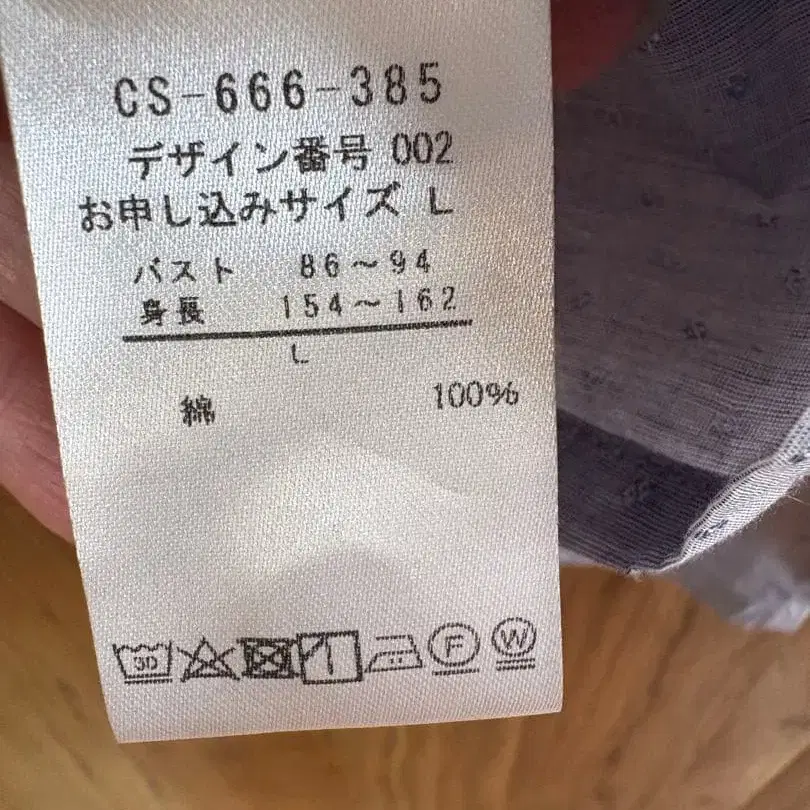 CS-666-385
デザイン番号 002
お申し込みサイズ L
バスト 86～94
身長 154～162
L
綿 100%
30 F W